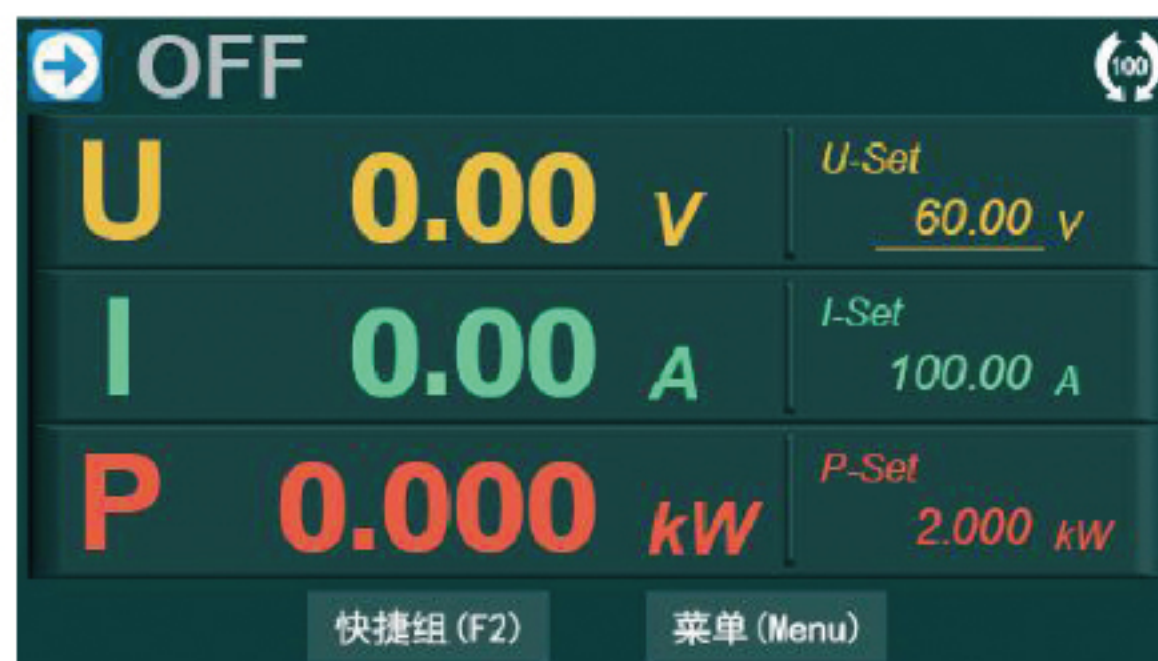 OFF
100
U 0.00 V
U-Set
60.00 V
I 0.00 A
I-Set
100.00 A
P 0.000 kW
P-Set
2.000 kW
快捷组(F2) 菜单(Menu)